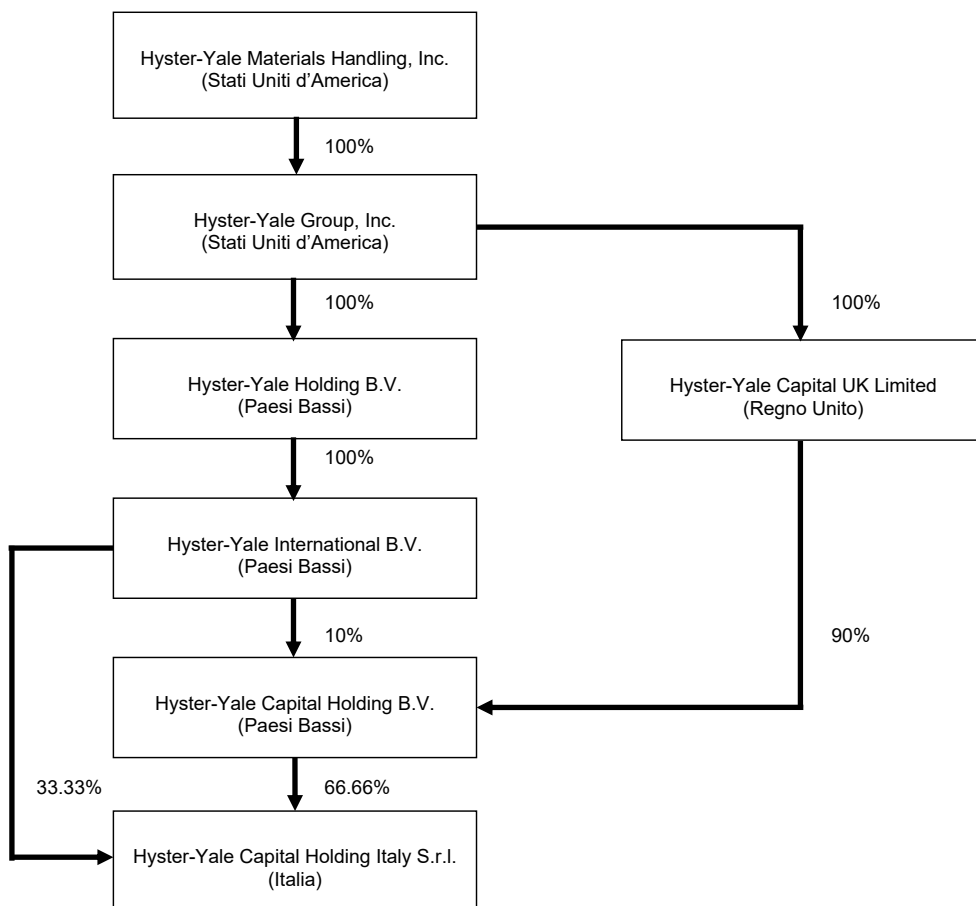 Hyster-Yale Materials Handling, Inc.
(Stati Uniti d’America)
100%
Hyster-Yale Group, Inc.
(Stati Uniti d’America)
100%
100%
Hyster-Yale Holding B.V.
(Paesi Bassi)
Hyster-Yale Capital UK Limited
(Regno Unito)
100%
Hyster-Yale International B.V.
(Paesi Bassi)
10%
90%
Hyster-Yale Capital Holding B.V.
(Paesi Bassi)
33.33%
66.66%
Hyster-Yale Capital Holding Italy S.r.l.
(Italia)